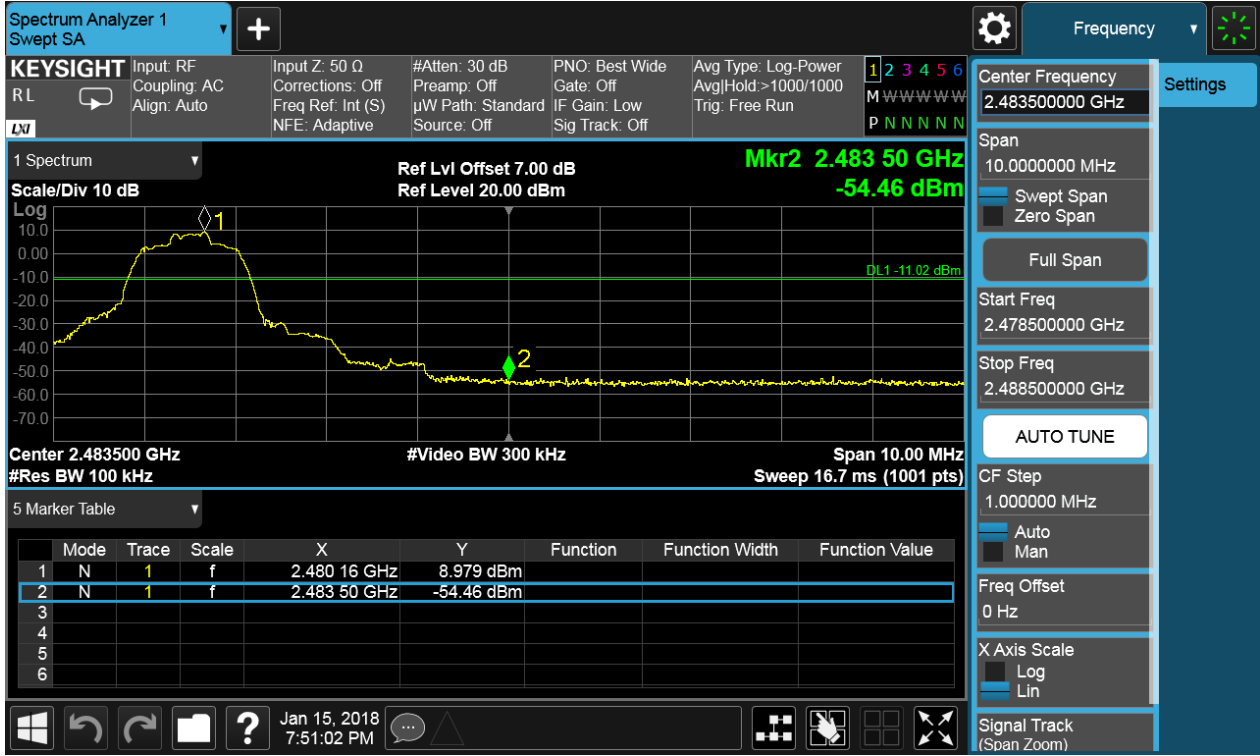 Spectrum Analyzer 1
Swept SA
Frequency
KEYSIGHT
R L
LXI
Input: RF
Coupling: AC
Align: Auto
Input Z: 50 Ω
Corrections: Off
Freq Ref: Int (S)
NFE: Adaptive
#Atten: 30 dB
Preamp: Off
µW Path: Standard
Source: Off
PNO: Best Wide
Gate: Off
IF Gain: Low
Sig Track: Off
Avg Type: Log-Power
Avg|Hold:>1000/1000
Trig: Free Run
1 2 3 4 5 6
M W W W W W
P N N N N N
1 Spectrum
Scale/Div 10 dB
Ref Lvl Offset 7.00 dB
Ref Level 20.00 dBm
Mkr2 2.483 50 GHz
-54.46 dBm
Log
10.0
0.00
-10.0
-20.0
-30.0
-40.0
-50.0
-60.0
-70.0
1
DL1 -11.02 dBm
2
Center 2.483500 GHz
#Video BW 300 kHz
Span 10.00 MHz
#Res BW 100 kHz
Sweep 16.7 ms (1001 pts)
5 Marker Table
Mode Trace Scale X Y Function Function Width Function Value
1 N 1 f 2.480 16 GHz 8.979 dBm
2 N 1 f 2.483 50 GHz -54.46 dBm
3
4
5
6
?
Jan 15, 2018
7:51:02 PM
Center Frequency
2.483500000 GHz
Settings
Span
10.0000000 MHz
Swept Span
Zero Span
Full Span
Start Freq
2.478500000 GHz
Stop Freq
2.488500000 GHz
AUTO TUNE
CF Step
1.000000 MHz
Auto
Man
Freq Offset
0 Hz
X Axis Scale
Log
Lin
Signal Track
(Span Zoom)